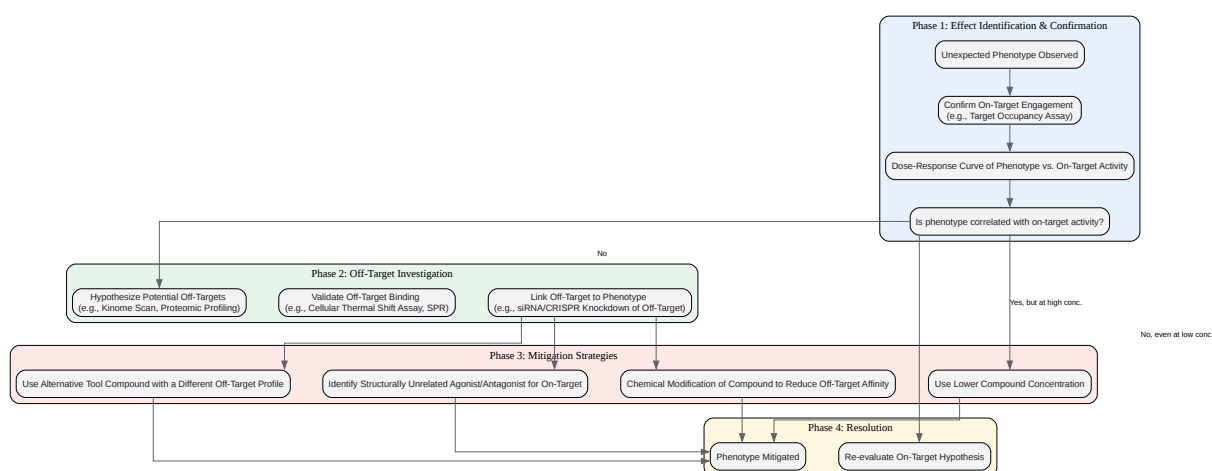 Phase 1: Effect Identification & Confirmation
Unexpected Phenotype Observed
Confirm On-Target Engagement
(e.g., Target Occupancy Assay)
Dose-Response Curve of Phenotype vs. On-Target Activity
Is phenotype correlated with on-target activity?
No
Phase 2: Off-Target Investigation
Hypothesize Potential Off-Targets
(e.g., Kinome Scan, Proteomic Profiling)
Validate Off-Target Binding
(e.g., Cellular Thermal Shift Assay, SPR)
Link Off-Target to Phenotype
(e.g., siRNA/CRISPR Knockdown of Off-Target)
Yes, but at high conc.
No, even at low conc
Phase 3: Mitigation Strategies
Use Alternative Tool Compound with a Different Off-Target Profile
Identify Structurally Unrelated Agonist/Antagonist for On-Target
Chemical Modification of Compound to Reduce Off-Target Affinity
Use Lower Compound Concentration
Phase 4: Resolution
Phenotype Mitigated
Re-evaluate On-Target Hypothesis